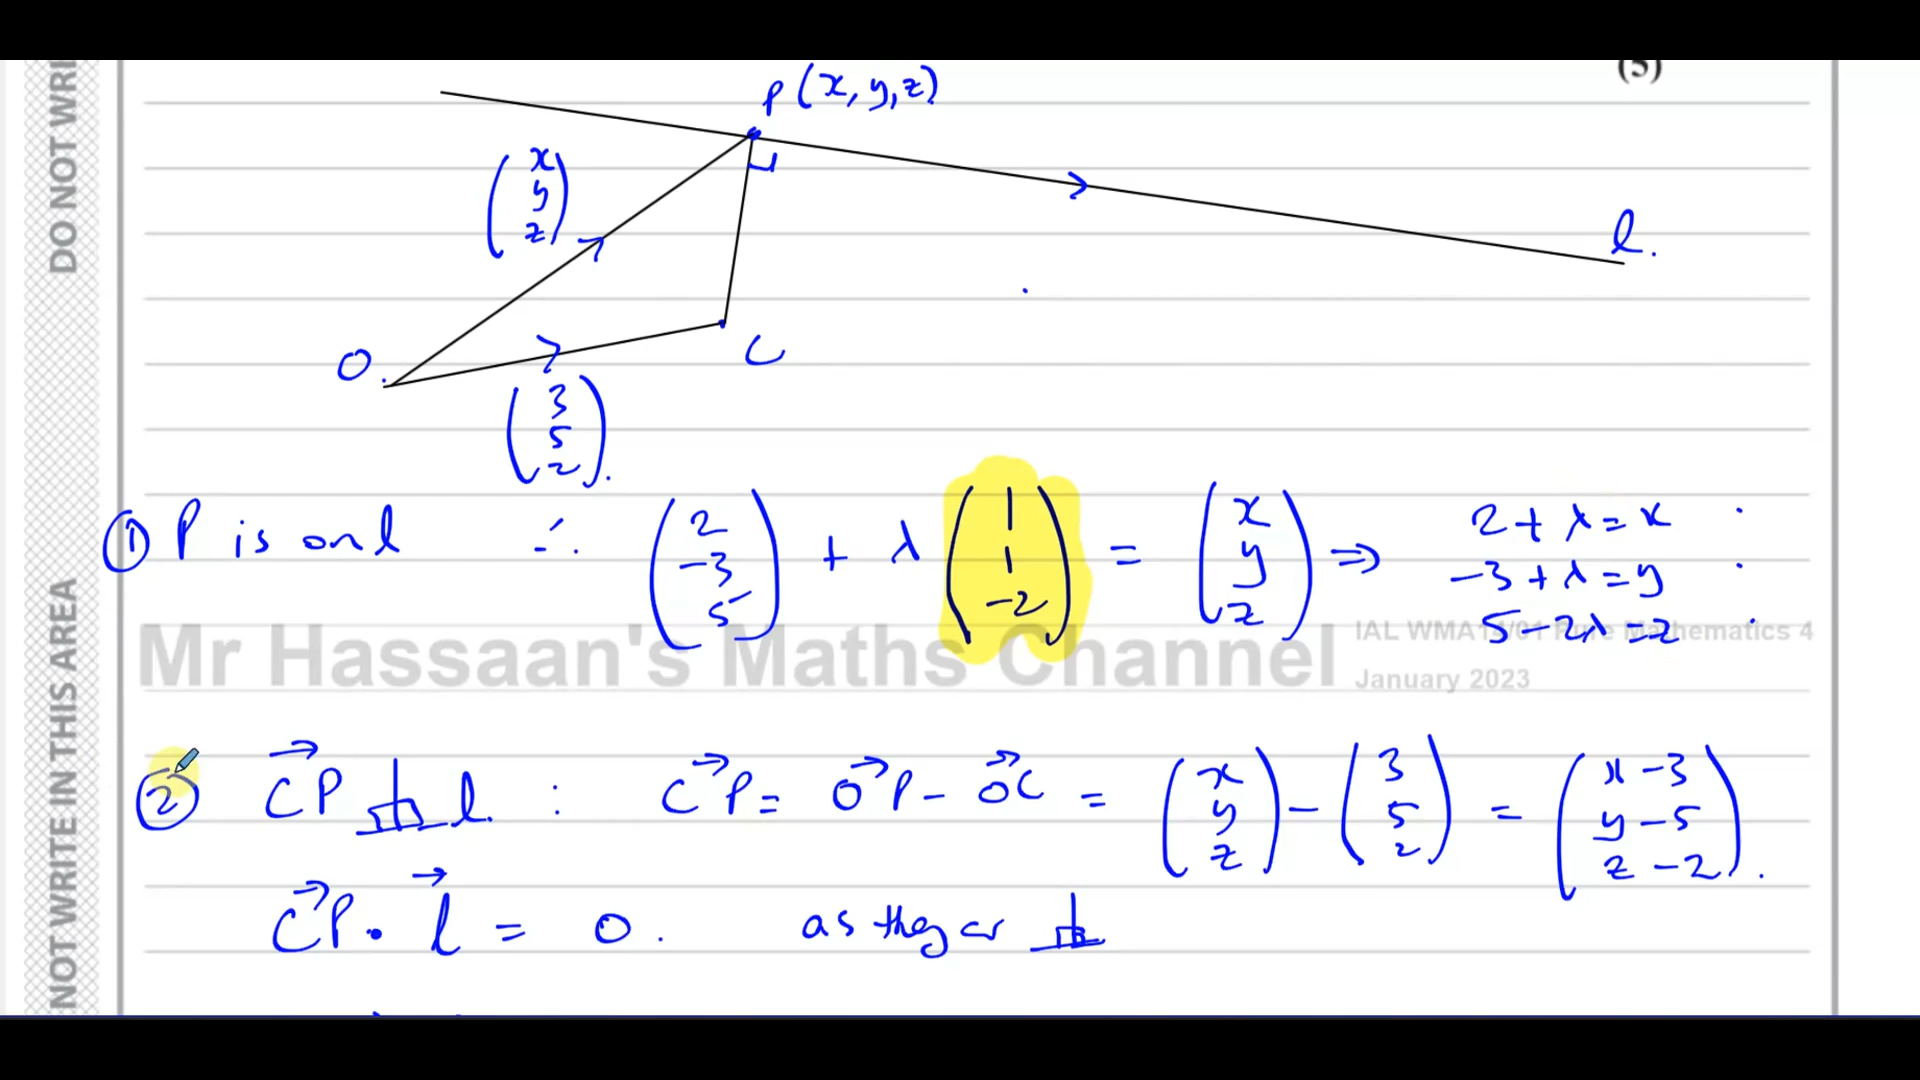 (5)
P (x, y, z)
(x y z)
l.
O.
C
(3 5 2).
① P is on l ∴ (2 -3 5) + λ (1 1 -2) = (x y z) ⇒ 2 + λ = x
-3 + λ = y
5 - 2λ = z
Mr Hassaan's Maths Channel
IAL WMA14/01 Pure Mathematics 4
January 2023
② CP ⊥ l : CP = OP - OC = (x y z) - (3 5 2) = (x-3 y-5 z-2).
CP • l = 0. as they are ⊥
DO NOT WRI
NOT WRITE IN THIS AREA